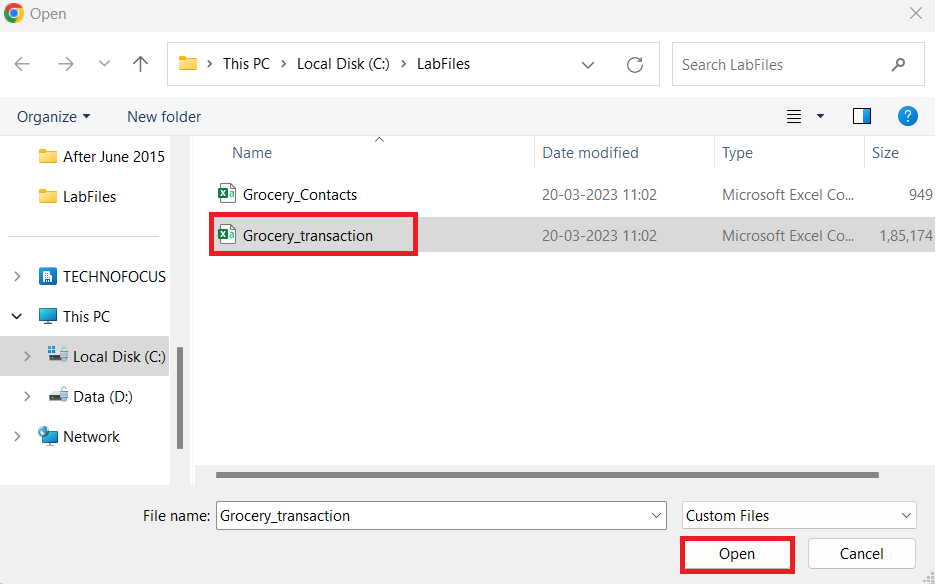 Open
This PC > Local Disk (C:) > LabFiles
Search LabFiles
Organize New folder
?
Name Date modified Type Size
After June 2015
LabFiles
TECHNOFOCUS
This PC
Local Disk (C:)
Data (D:)
Network
Grocery_Contacts 20-03-2023 11:02 Microsoft Excel Co... 949
Grocery_transaction 20-03-2023 11:02 Microsoft Excel Co... 1,85,174
File name: Grocery_transaction Custom Files
Open Cancel